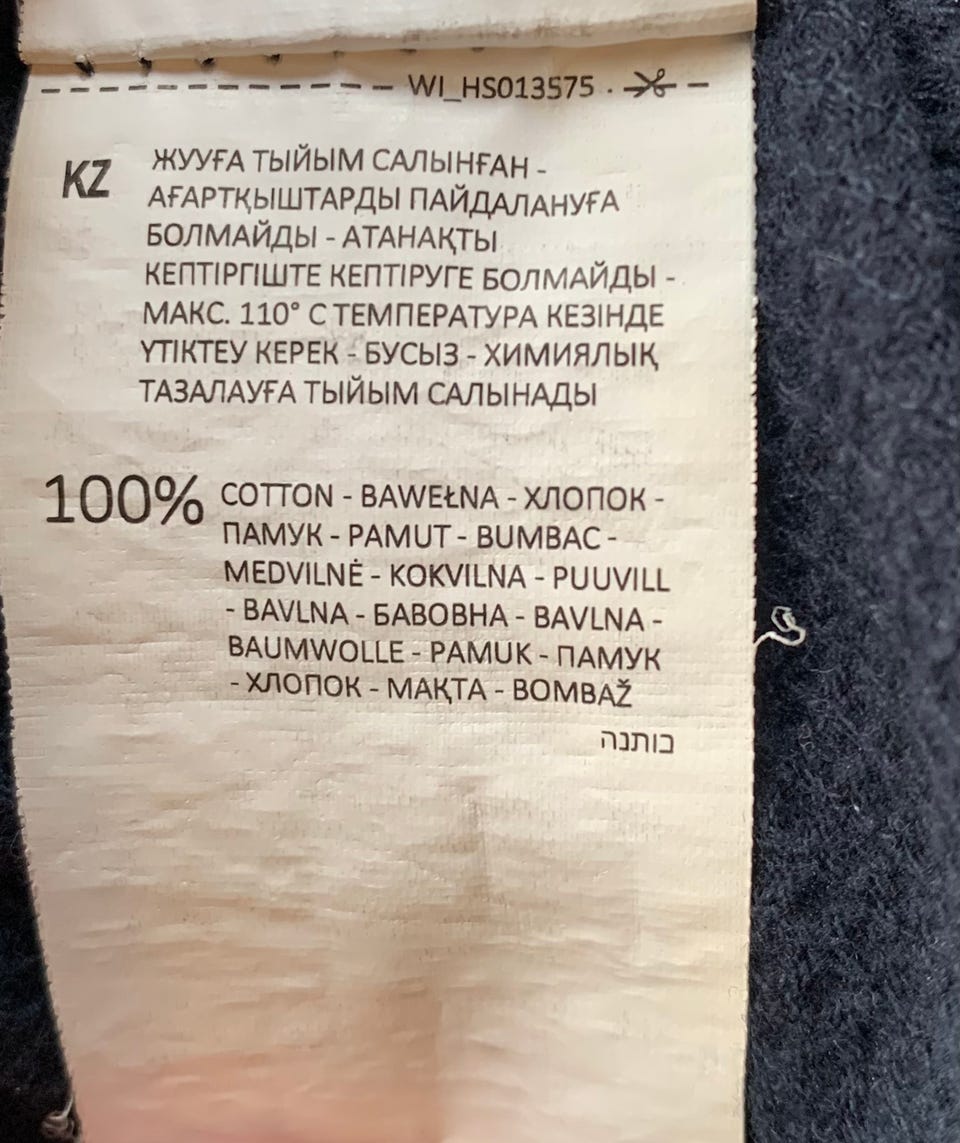 WI_HS013575 .
KZ ЖУУҒА ТЫЙЫМ САЛЫНҒАН -
АҒАРТҚЫШТАРДЫ ПАЙДАЛАНУҒА
БОЛМАЙДЫ - АТАНАҚТЫ
КЕПТІРГІШТЕ КЕПТІРУГЕ БОЛМАЙДЫ -
МАКС. 110° С ТЕМПЕРАТУРА КЕЗІНДЕ
ҮТІКТЕУ КЕРЕК - БУСЫЗ - ХИМИЯЛЫҚ
ТАЗАЛАУҒА ТЫЙЫМ САЛЫНАДЫ
100% COTTON - BAWEŁNA - ХЛОПОК -
ПАМУК - PAMUT - BUMBAC -
MEDVILNĖ - KOKVILNA - PUUVILL
- BAVLNA - БАВОВНА - BAVLNA -
BAUMWOLLE - PAMUK - ПАМУК
- ХЛОПОК - МАҚТА - BOMBAŽ
כותנה